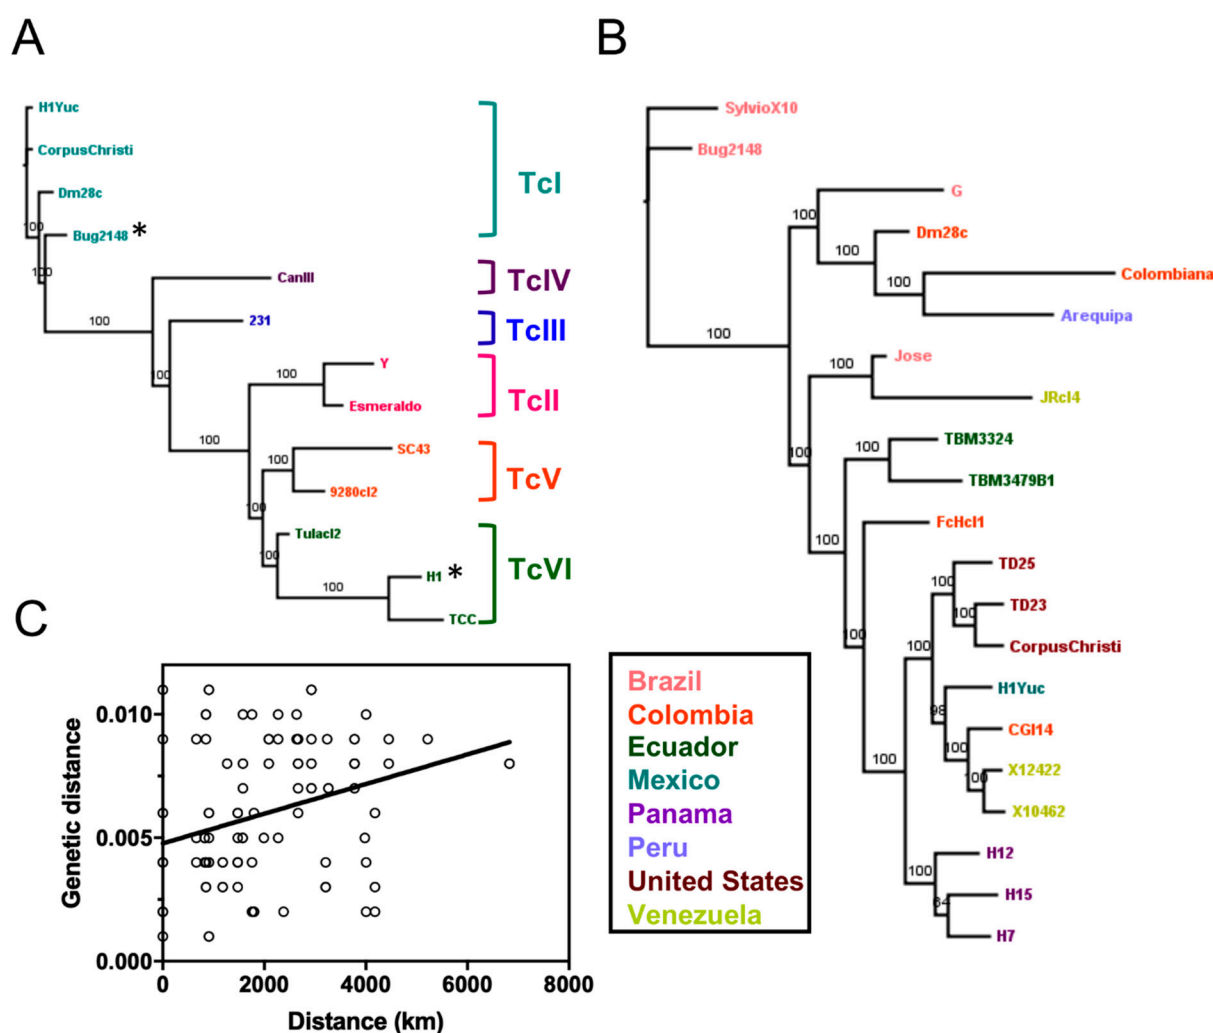 A
H1Yuc
CorpusChristi
Dm28c
100
Bug2148 *
100
TcI
CanIII
TcIV
100
231
TcIII
100
Y
100
Esmeraldo
TcII
100
SC43
100
9280cl2
TcV
100
Tulacl2
100
H1 *
100
TCC
TcVI
B
SylvioX10
Bug2148
G
100
Dm28c
100
Colombiana
100
Arequipa
100
Jose
100
JRcl4
100
TBM3324
100
TBM3479B1
100
FcHcl1
TD25
100
TD23
100
CorpusChristi
100
100
H1Yuc
98
CGl14
100
X12422
100
X10462
100
H12
100
H15
64
H7
C
0.010
0.005
0.000
Genetic distance
0 2000 4000 6000 8000
Distance (km)
Brazil
Colombia
Ecuador
Mexico
Panama
Peru
United States
Venezuela